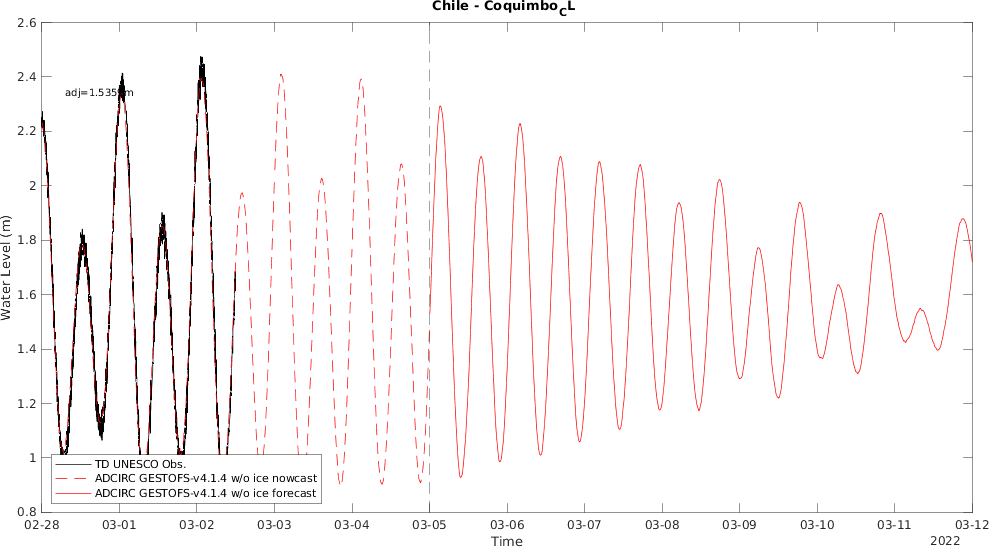 Chile - Coquimbo_CL
2.6
2.4
2.2
2
1.8
1.6
1.4
1.2
1
0.8
Water Level (m)
adj=1.5359m
TD UNESCO Obs.
ADCIRC GESTOFS-v4.1.4 w/o ice nowcast
ADCIRC GESTOFS-v4.1.4 w/o ice forecast
02-28 03-01 03-02 03-03 03-04 03-05 03-06 03-07 03-08 03-09 03-10 03-11 03-12
Time
2022